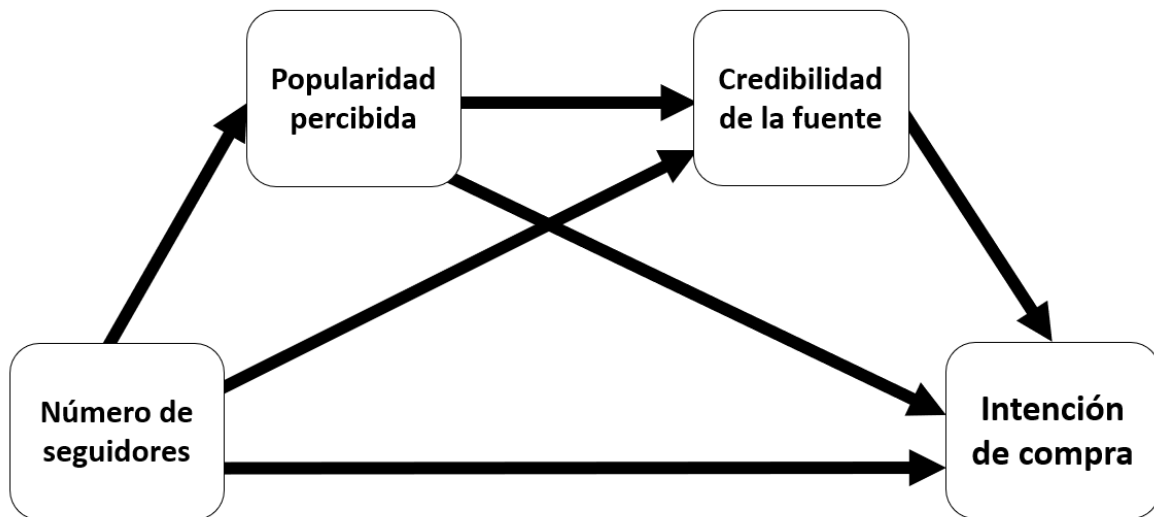 Popularidad
percibida
Credibilidad
de la fuente
Número de
seguidores
Intención
de compra